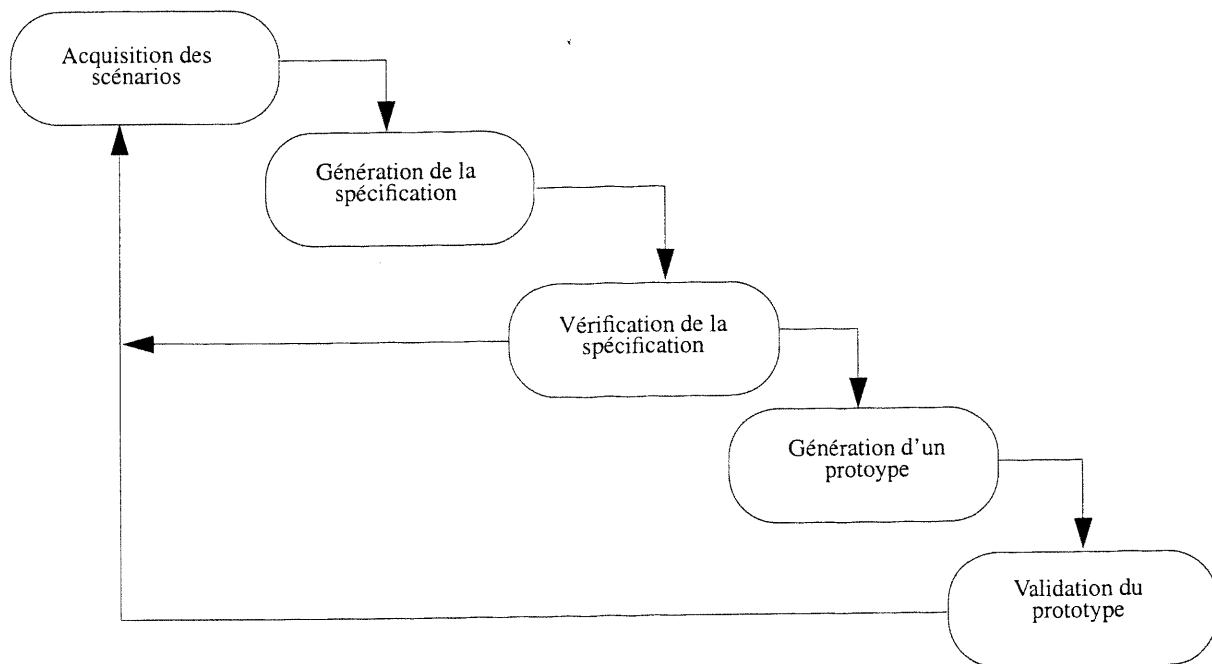 Acquisition des
scénarios
Génération de la
spécification
Vérification de la
spécification
Génération d'un
protoype
Validation du
prototype